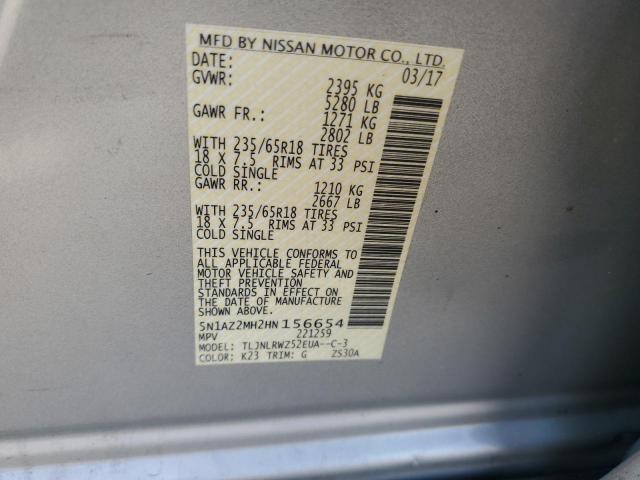 MFD BY NISSAN MOTOR CO., LTD.
DATE: 03/17
GVWR: 2395 KG
5280 LB
GAWR FR.: 1271 KG
2802 LB
WITH 235/65R18 TIRES
18 X 7.5 RIMS AT 33 PSI
COLD SINGLE
GAWR RR.: 1210 KG
2667 LB
WITH 235/65R18 TIRES
18 X 7.5 RIMS AT 33 PSI
COLD SINGLE
THIS VEHICLE CONFORMS TO
ALL APPLICABLE FEDERAL
MOTOR VEHICLE SAFETY AND
THEFT PREVENTION
STANDARDS IN EFFECT ON
THE DATE OF MANUFACTURE
SHOWN ABOVE.
5N1AZ2MH2HN156654
MPV 221259
MODEL: TLJNLRWZ52EUA--C-3
COLOR: K23 TRIM: G ZS30A